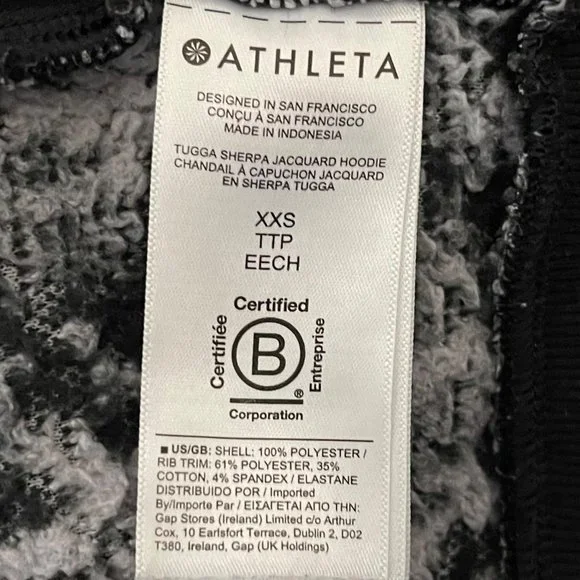 ATHLETA
DESIGNED IN SAN FRANCISCO
CONÇU À SAN FRANCISCO
MADE IN INDONESIA
TUGGA SHERPA JACQUARD HOODIE
CHANDAIL À CAPUCHON JACQUARD
EN SHERPA TUGGA
XXS
TTP
EECH
Certified
Certifiée
B
Entreprise
®
Corporation
■ US/GB: SHELL: 100% POLYESTER /
RIB TRIM: 61% POLYESTER, 35%
COTTON, 4% SPANDEX / ELASTANE
DISTRIBUIDO POR / Imported
By/Importe Par / ΕΙΣΑΓΕΤΑΙ ΑΠΟ ΤΗΝ:
Gap Stores (Ireland) Limited c/o Arthur
Cox, 10 Earlsfort Terrace, Dublin 2, D02
T380, Ireland, Gap (UK Holdings)